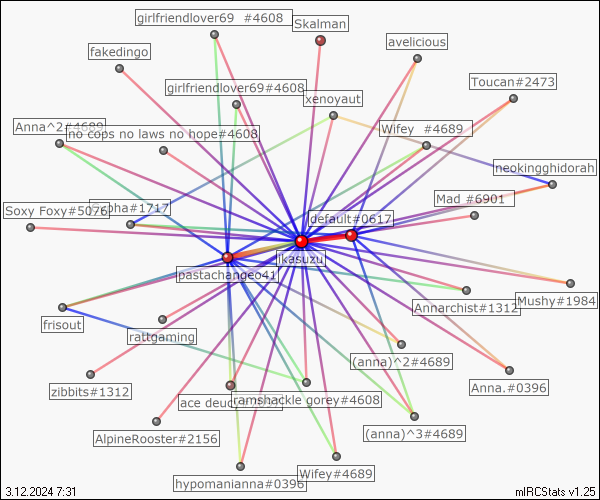 girlfriendlover69 #4608
Skalman
avelicious
fakedingo
Toucan#2473
girlfriendlover69#4608
xenoyaut
Anna^2#4689
no cops no laws no hope#4608
Wifey #4689
neokingghidorah
Mad #6901
Soxy Foxy#5076
#1717
default#0617
ikasuzu
pastachangeo41
Annarchist#1312
Mushy#1984
frisout
rattgaming
(anna)^2#4689
zibbits#1312
Anna.#0396
ace deuce
ramshackle gorey#4608
AlpineRooster#2156
(anna)^3#4689
hypomanianna#0396
Wifey#4689
3.12.2024 7:31
mIRCStats v1.25